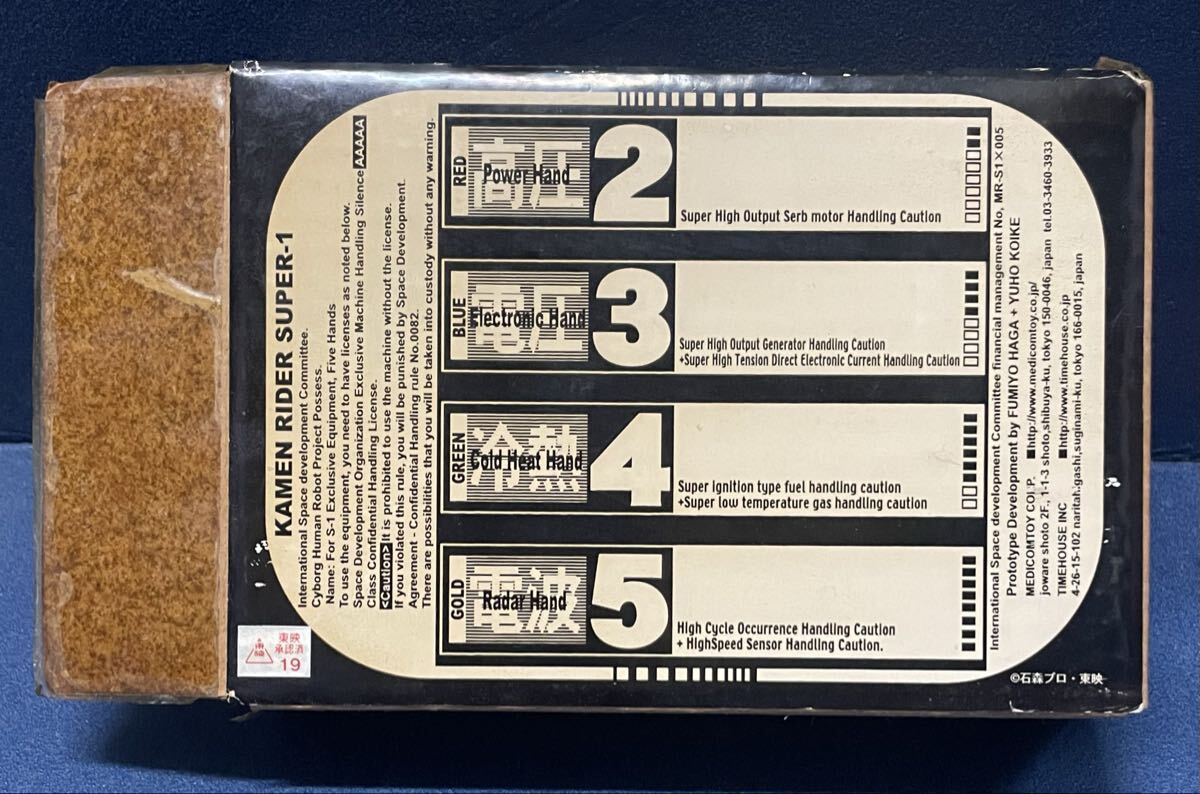 KAMEN RIDER SUPER-1
International Space development Committee.
Cyborg Human Robot Project Possess.
Name: For S-1 Exclusive Equipment, Five Hands
To use the equipment, you need to have licenses as noted below.
Space Development Organization Exclusive Machine Handling Silence AAAAA
Class Confidential Handling License.
<Caution> It is prohibited to use the machine without the license.
If you violated this rule, you will be punished by Space Development.
Agreement - Confidential Handling rule No.0082.
There are possibilities that you will be taken into custody without any warning.
RED
高圧
Power Hand
2
Super High Output Serb motor Handling Caution
BLUE
電圧
Electronic Hand
3
Super High Output Generator Handling Caution
+Super High Tension Direct Electronic Current Handling Caution
GREEN
冷熱
Cold Heat Hand
4
Super ignition type fuel handling caution
+Super low temperature gas handling caution
GOLD
電波
Radar Hand
5
High Cycle Occurrence Handling Caution
+ HighSpeed Sensor Handling Caution.
International Space development Committee financial management No, MR-S1×005
Prototype Development by FUMIYO HAGA + YUHO KOIKE
MEDICOMTOY COLP. ■http://www.medicomtoy.co.jp/
joware shoto 2F., 1-1-3 shoto,shibuya-ku, tokyo 150-0046, japan tel.03-3460-3933
TIMEHOUSE INC ■http://www.timehouse.co.jp
4-26-15-102 naritahigashi,suginami-ku, tokyo 166-0015, japan
東映
承認済
19
©石森プロ・東映